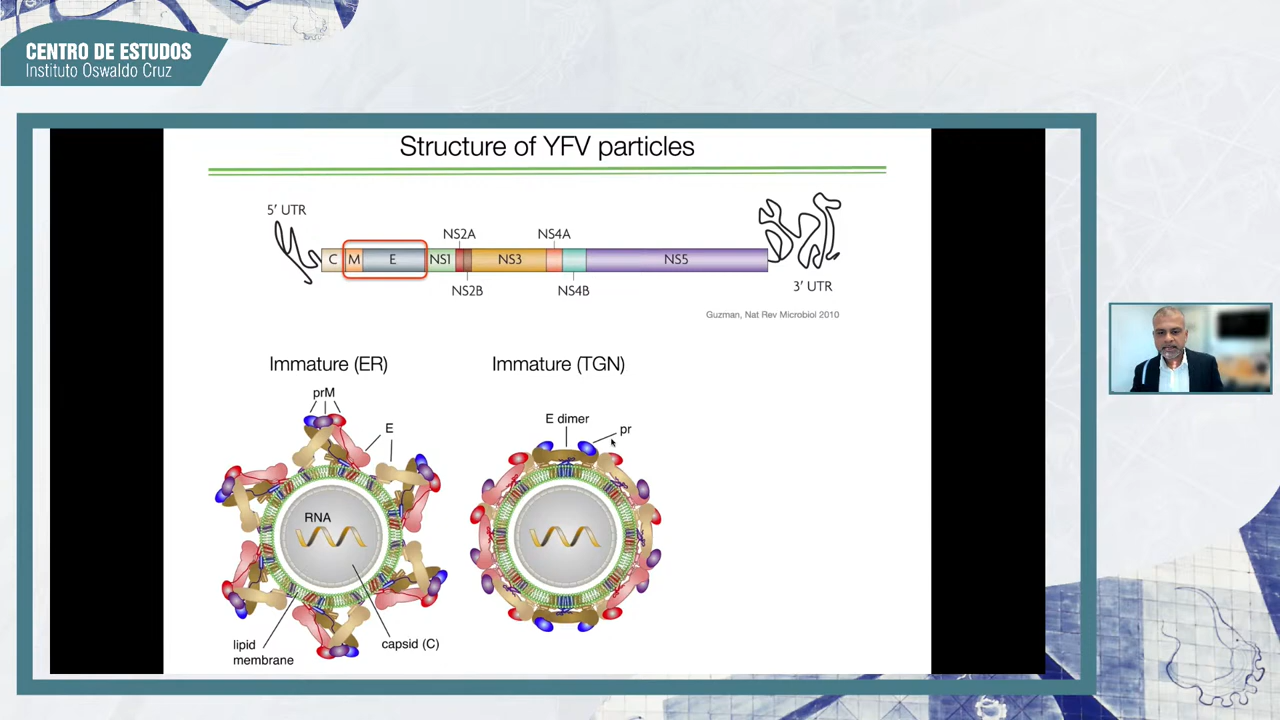 CENTRO DE ESTUDOS
Instituto Oswaldo Cruz
Structure of YFV particles
5′ UTR
NS2A
NS4A
C
M
E
NS1
NS3
NS5
NS2B
NS4B
3′ UTR
Guzman, Nat Rev Microbiol 2010
Immature (ER)
Immature (TGN)
prM
E
E dimer
pr
RNA
lipid
membrane
capsid (C)